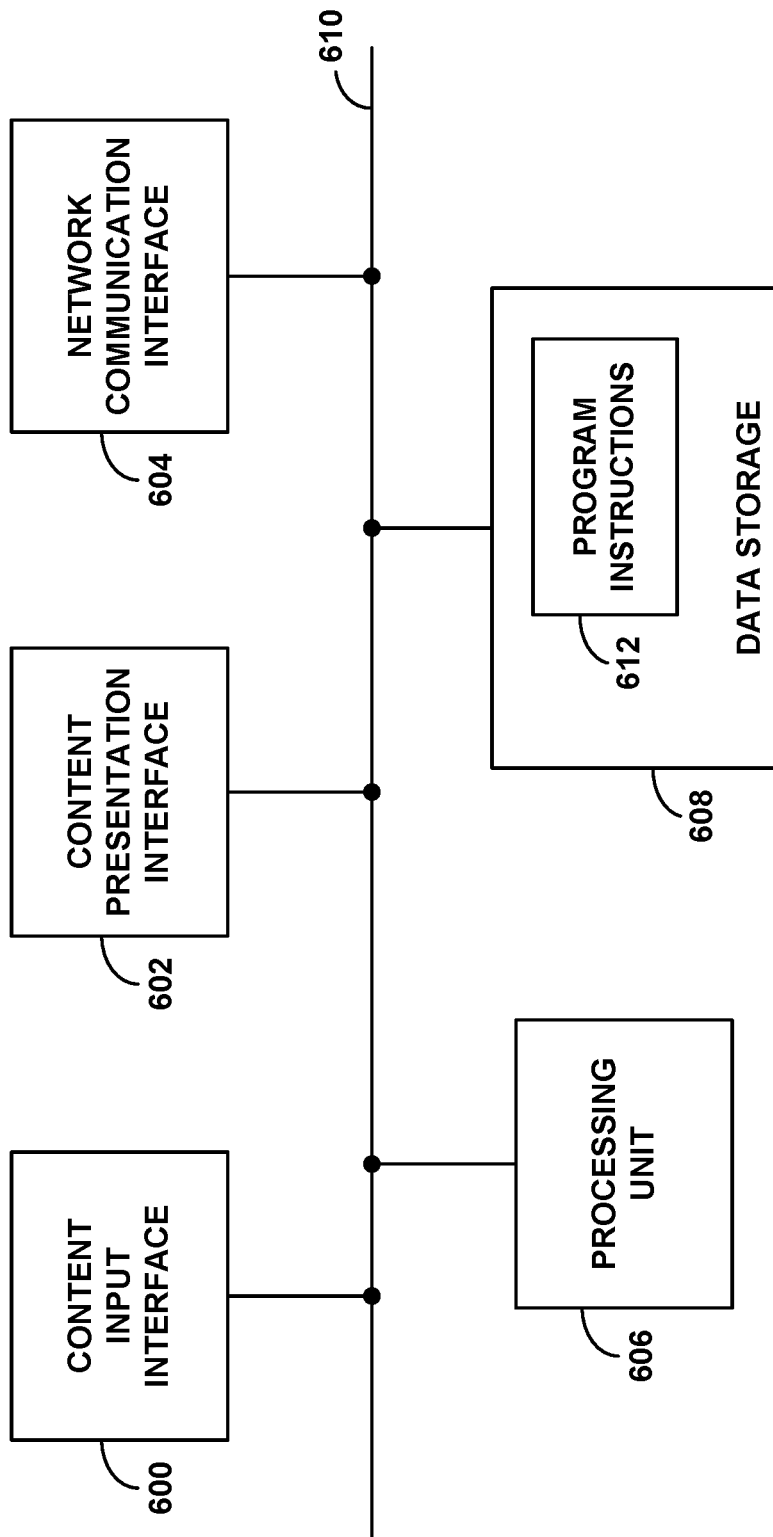 CONTENT
INPUT
INTERFACE
600
CONTENT
PRESENTATION
INTERFACE
602
NETWORK
COMMUNICATION
INTERFACE
604
610
PROCESSING
UNIT
606
PROGRAM
INSTRUCTIONS
612
DATA STORAGE
608